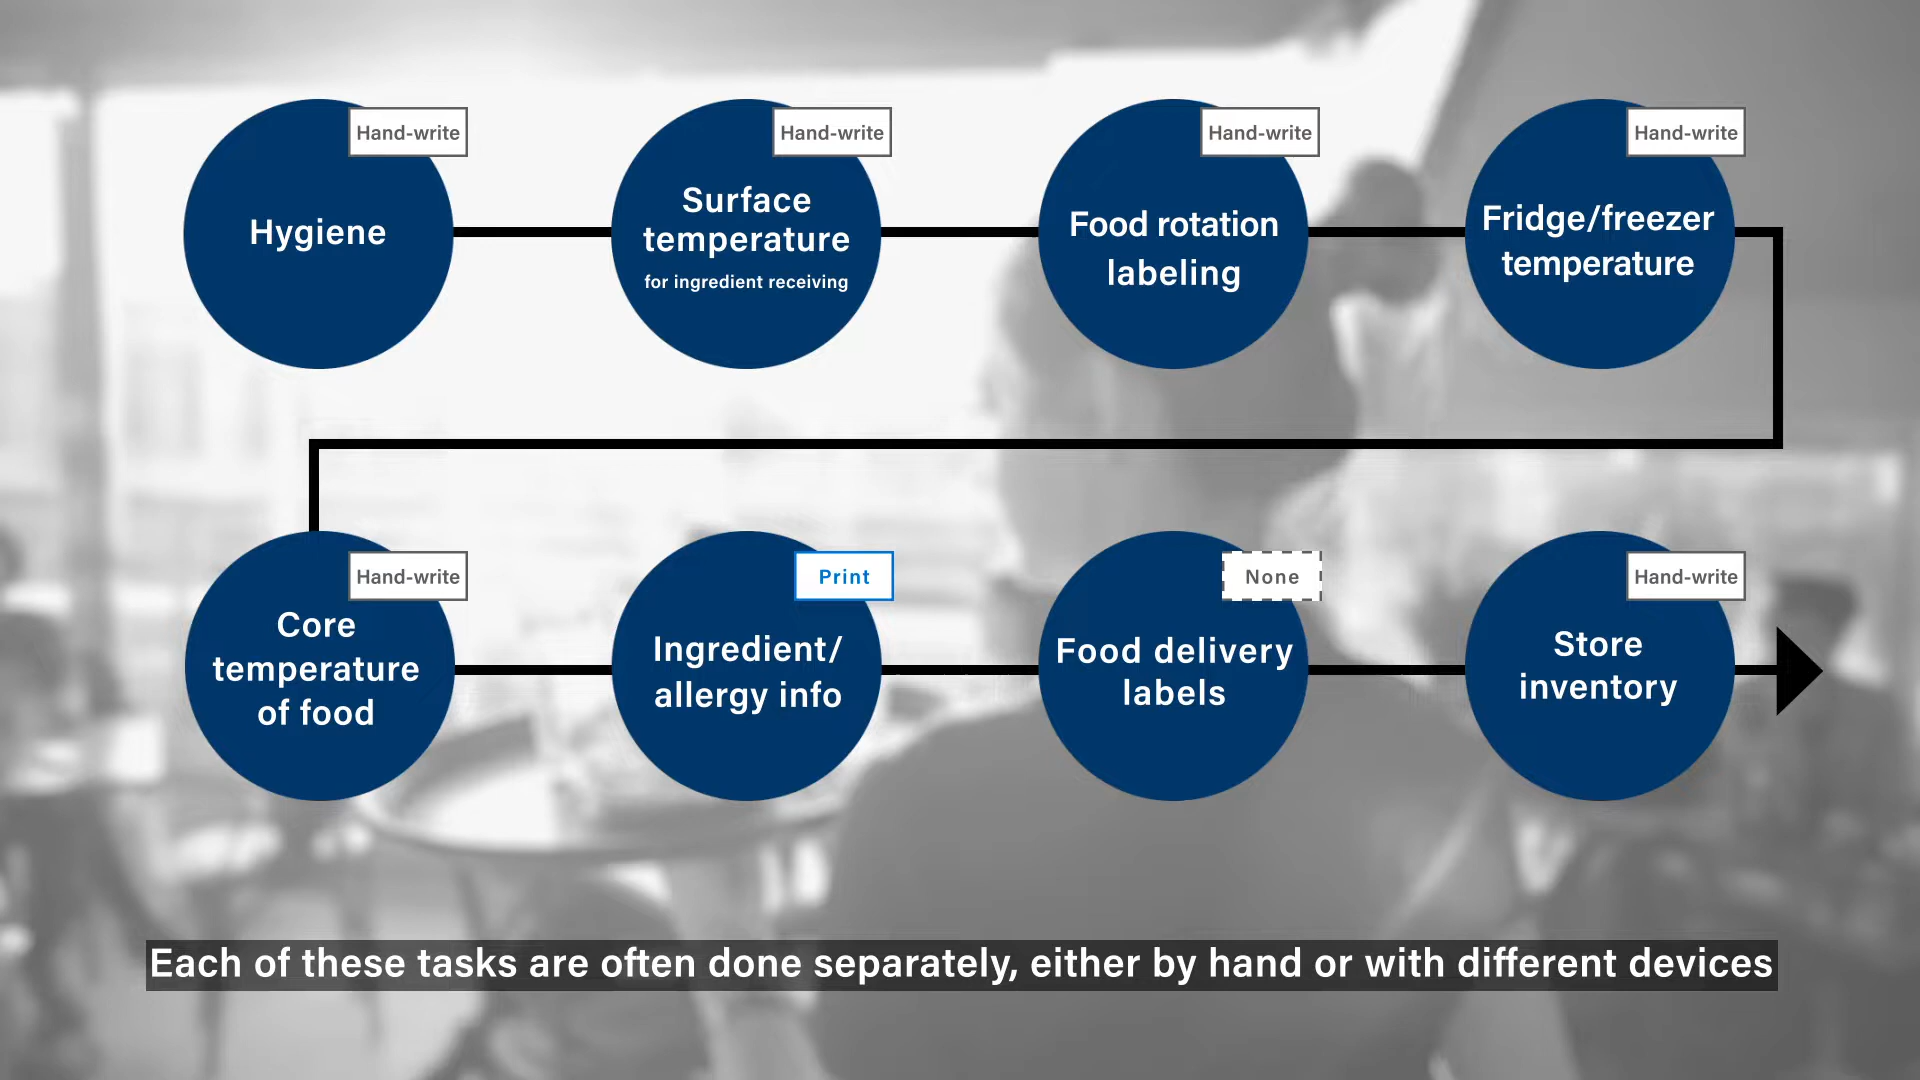 Hand-write
Hygiene
Hand-write
Surface
temperature
for ingredient receiving
Hand-write
Food rotation
labeling
Hand-write
Fridge/freezer
temperature
Hand-write
Core
temperature
of food
Print
Ingredient/
allergy info
None
Food delivery
labels
Hand-write
Store
inventory
Each of these tasks are often done separately, either by hand or with different devices